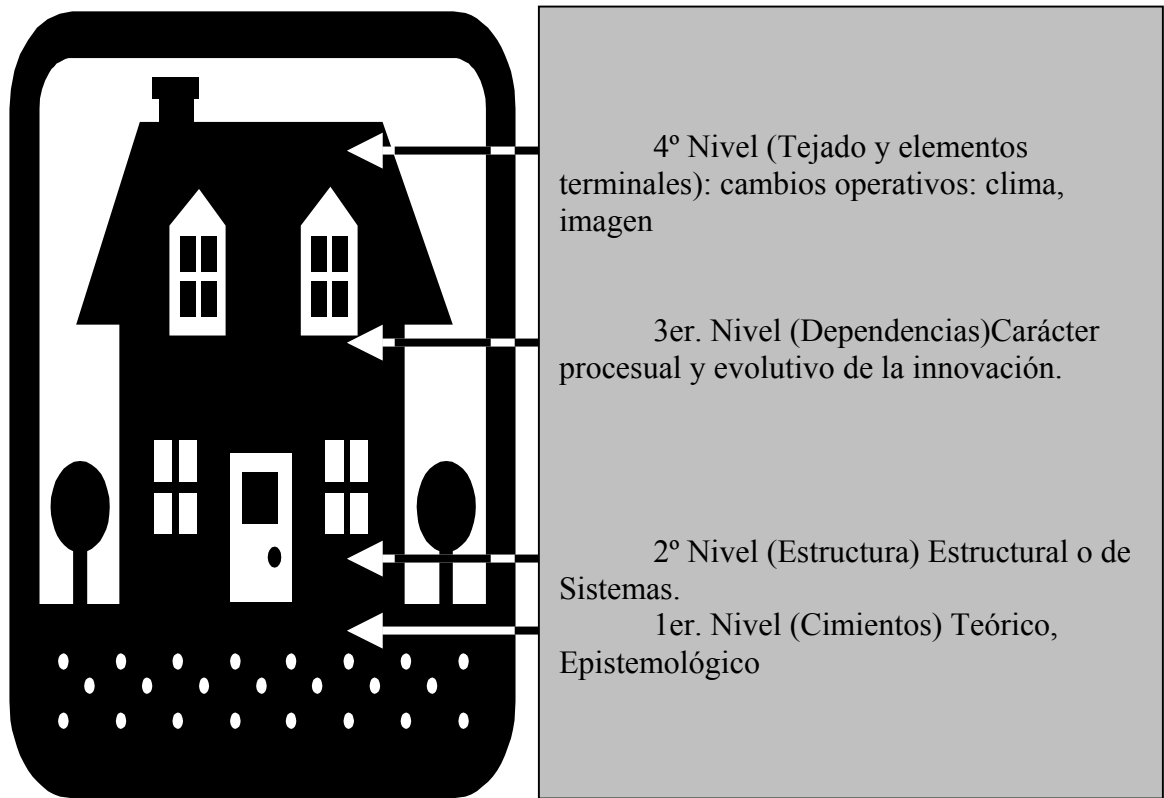 4º Nivel (Tejado y elementos
terminales): cambios operativos: clima,
imagen
3er. Nivel (Dependencias)Carácter
procesual y evolutivo de la innovación.
2º Nivel (Estructura) Estructural o de
Sistemas.
1er. Nivel (Cimientos) Teórico,
Epistemológico